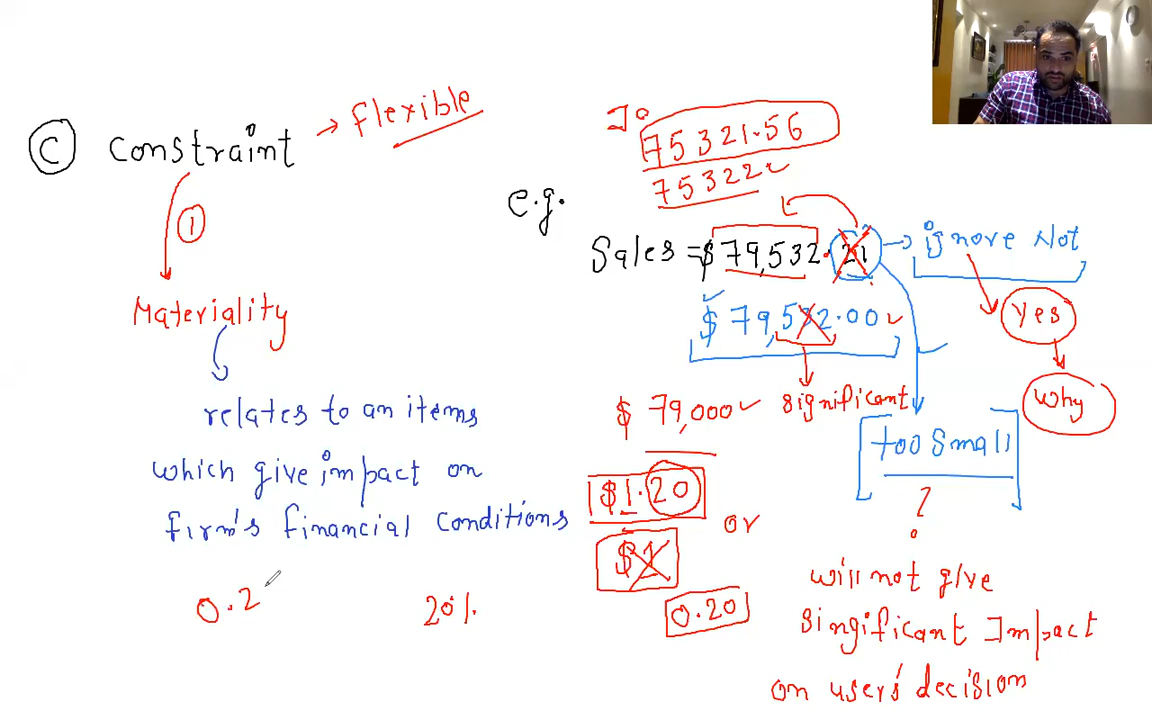 C Constraint → Flexible
1
Materiality
relates to an items
which give impact on
firm's financial conditions
0.2
20%
75321.56
75322
e.g.
Sales = $79,532.21 → ignore Not
$79,532.00
Yes
Why
significant
$79,000
too Small
?
$1.20
or
$1
0.20
will not give
singificant Impact
on user's decision